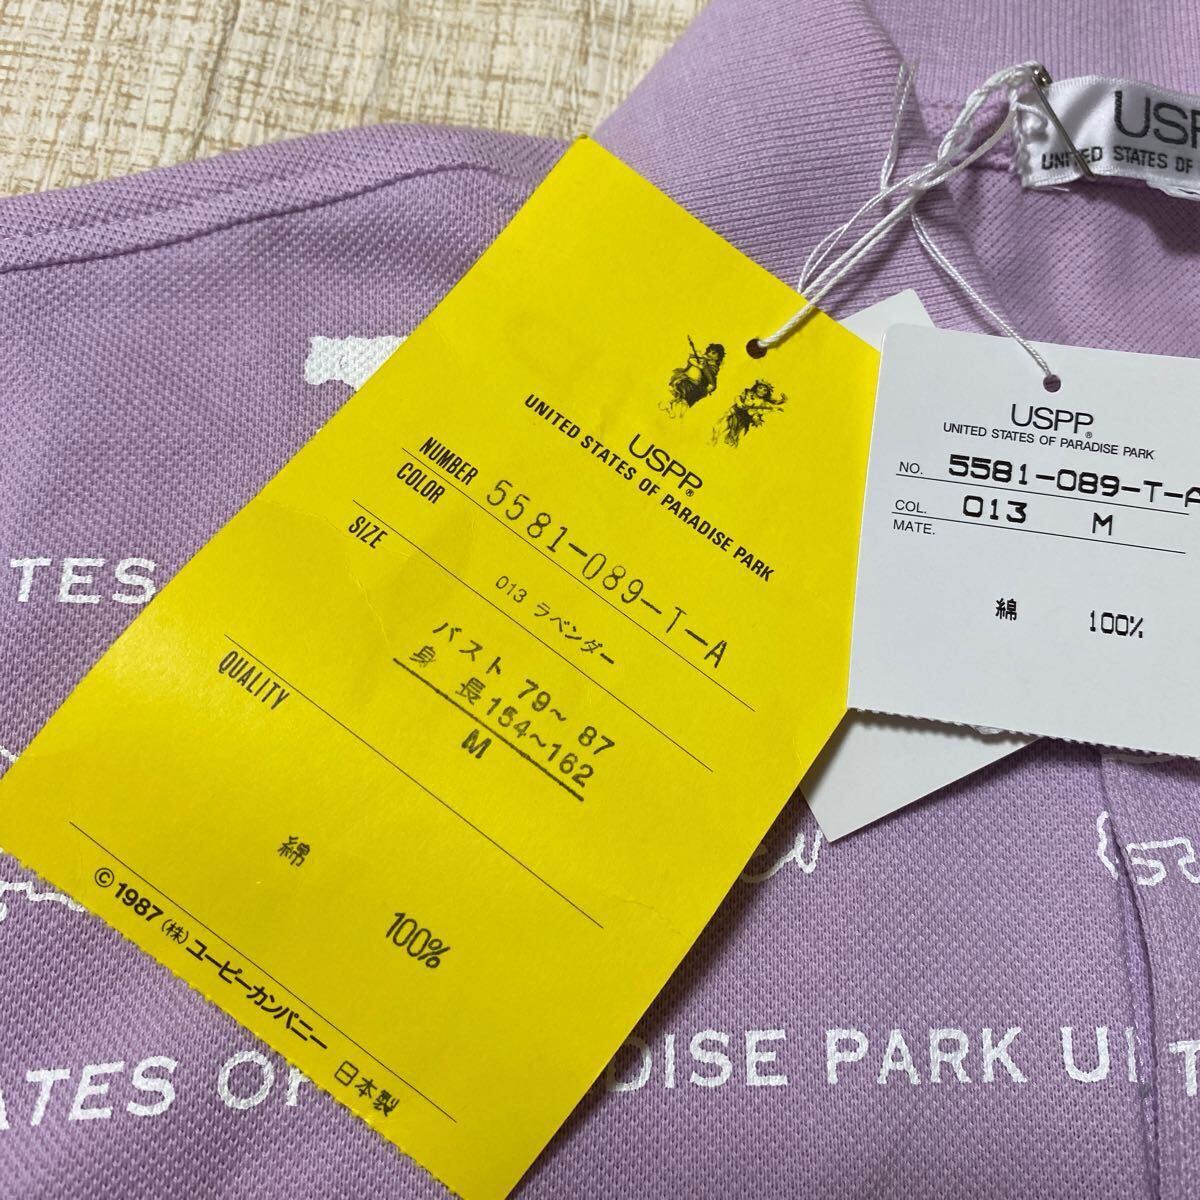 USPP
UNITED STATES OF
USPP®
UNITED STATES OF PARADISE PARK
NUMBER 5581-089-T-A
COLOR
013 ラベンダー
SIZE
バスト 79~ 87
身 長154~162
M
QUALITY
綿 100%
©1987 (株)ユーピーカンパニー 日本製
USPP®
UNITED STATES OF PARADISE PARK
NO. 5581-089-T-A
COL. 013 M
MATE.
綿 100%
TES
ATES OF
DISE PARK UI